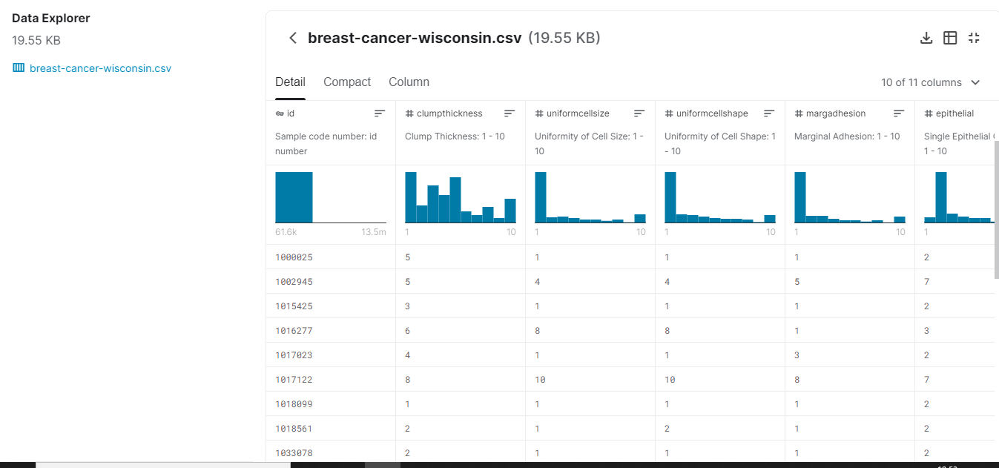 Data Explorer
19.55 KB
breast-cancer-wisconsin.csv
breast-cancer-wisconsin.csv (19.55 KB)
Detail Compact Column 10 of 11 columns
id # clumpthickness # uniformcellsize # uniformcellshape # margadhesion # epithelial
Sample code number: id Clump Thickness: 1 - 10 Uniformity of Cell Size: 1 - Uniformity of Cell Shape: 1 Marginal Adhesion: 1 - 10 Single Epithelial
number 10 - 10 1 - 10
61.6k 13.5m 1 10 1 10 1 10 1 10 1
1000025 5 1 1 1 2
1002945 5 4 4 5 7
1015425 3 1 1 1 2
1016277 6 8 8 1 3
1017023 4 1 1 3 2
1017122 8 10 10 8 7
1018099 1 1 1 1 2
1018561 2 1 2 1 2
1033078 2 1 1 1 2